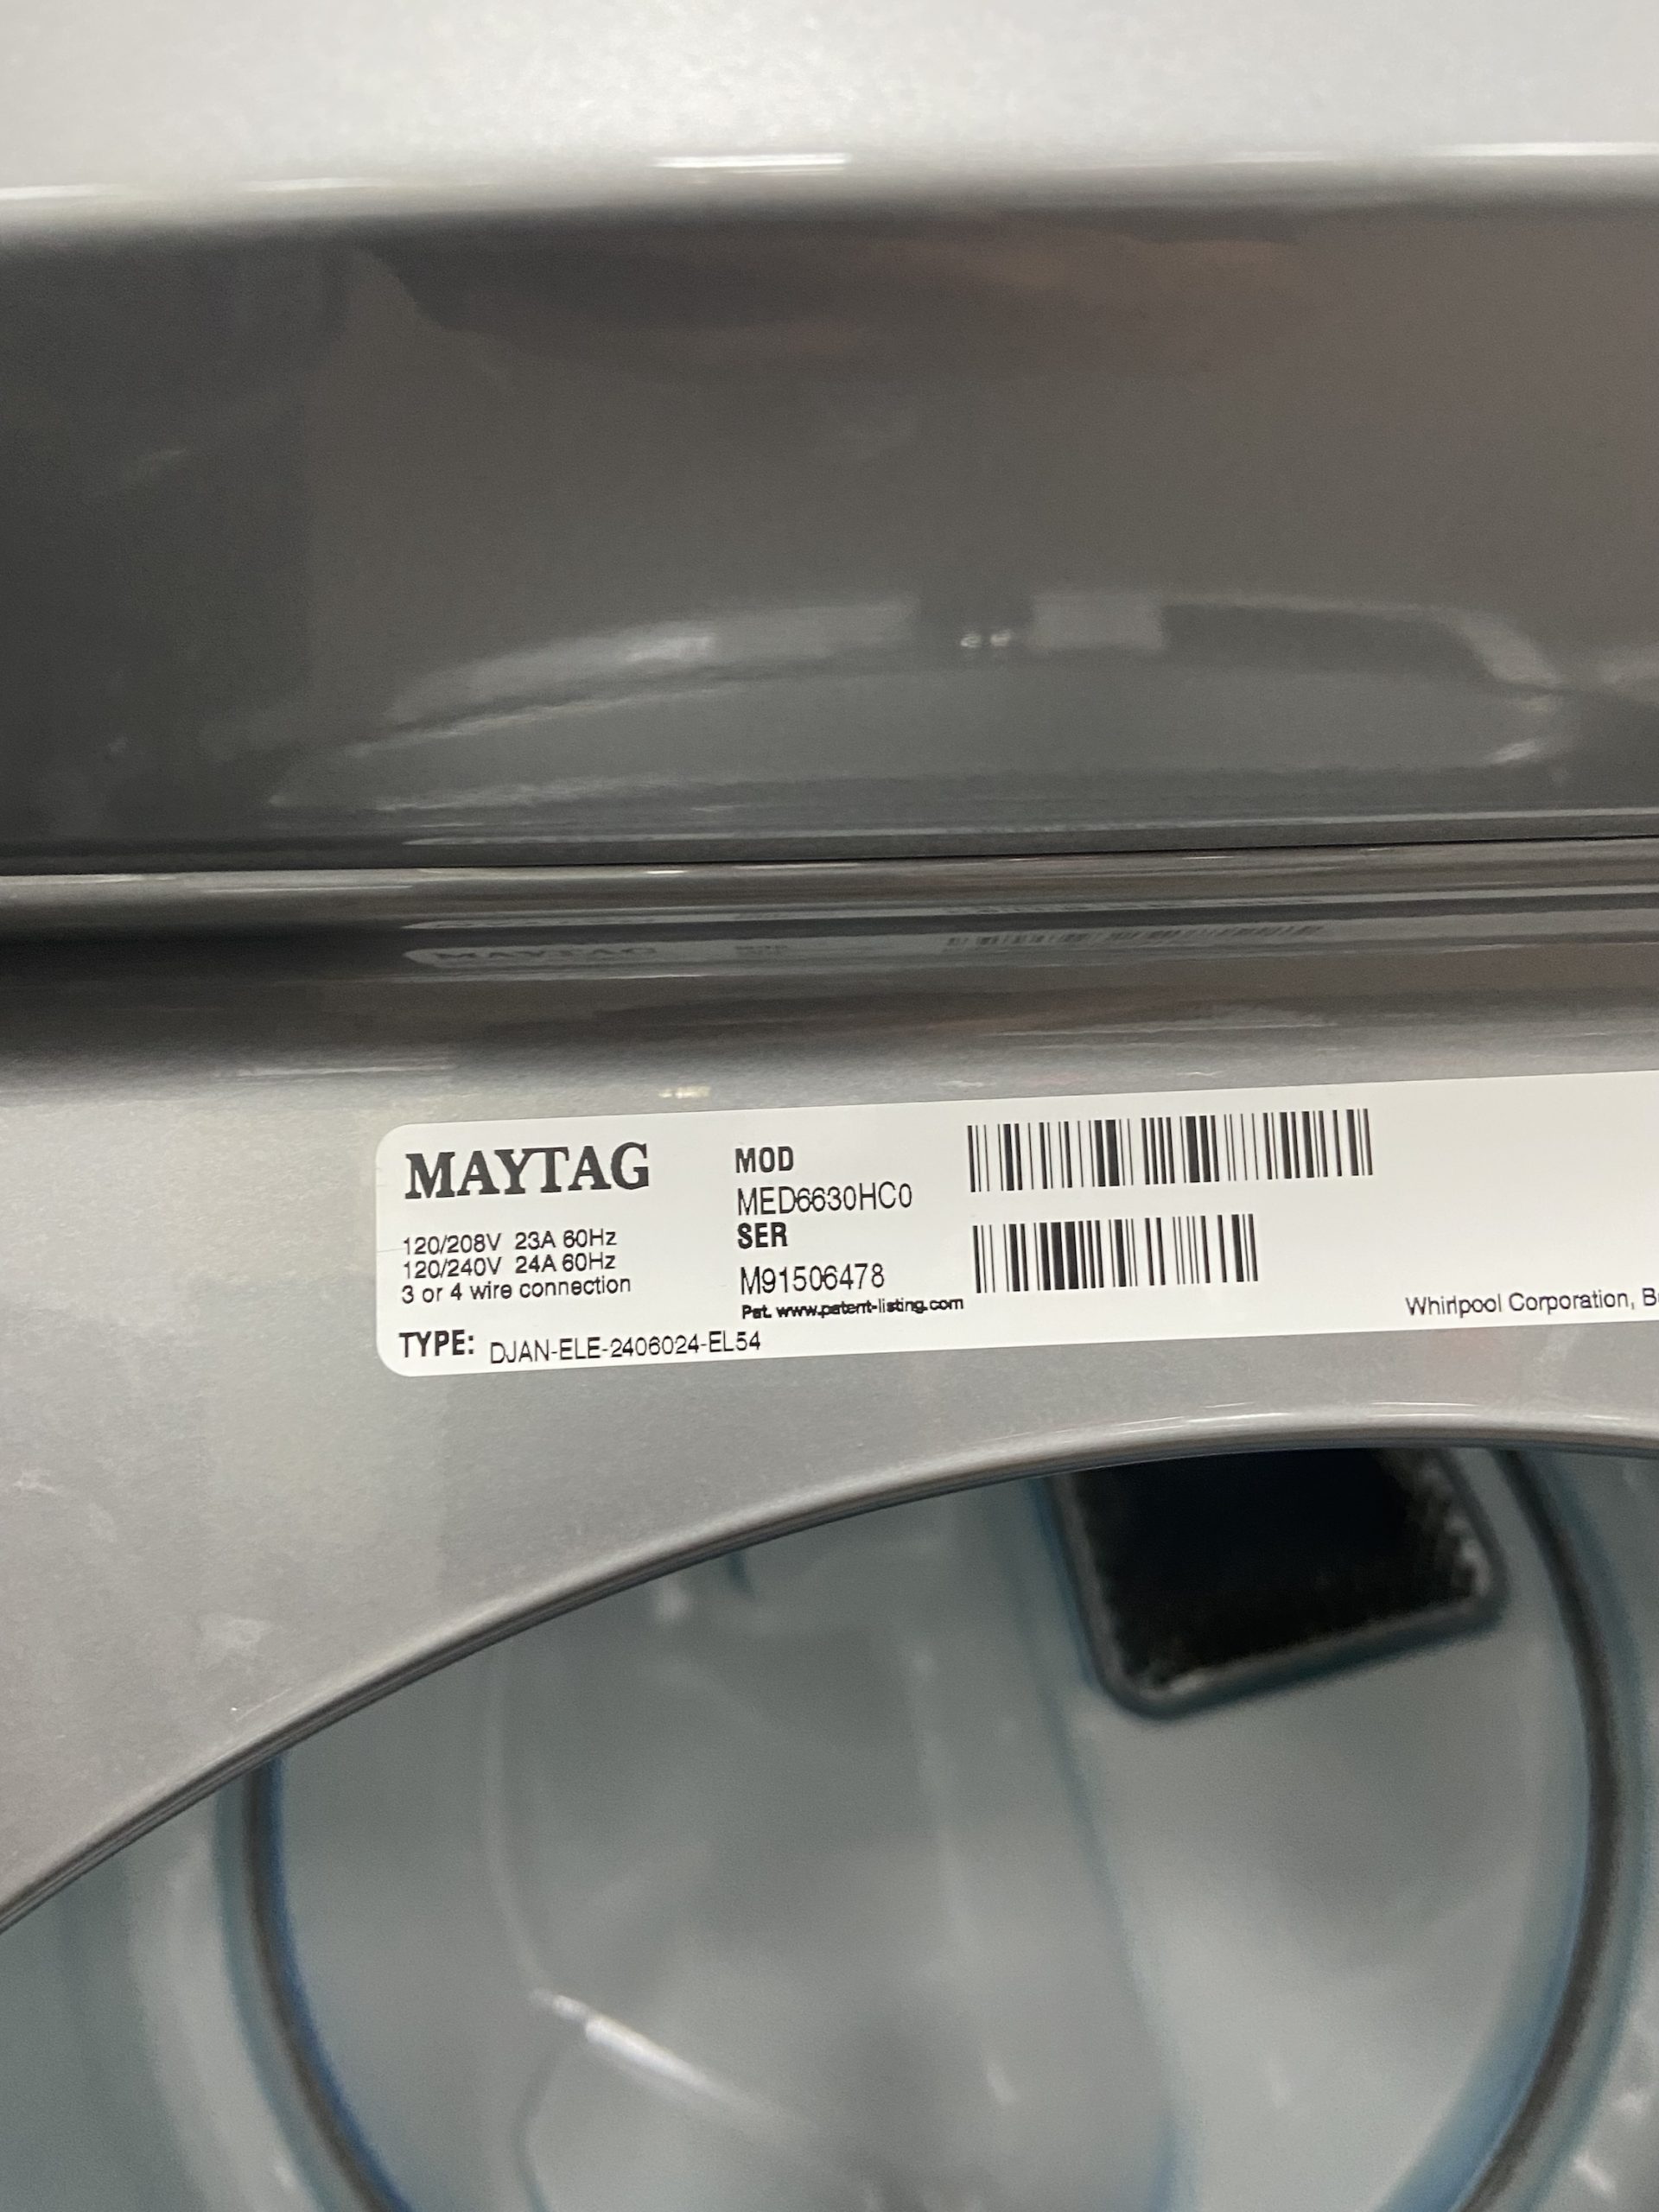 MAYTAG
120/208V 23A 60Hz
120/240V 24A 60Hz
3 or 4 wire connection
TYPE: DJAN-ELE-2406024-EL54
MOD
MED6630HC0
SER
M91506478
Pat. www.patent-listing.com
Whirlpool Corporation,